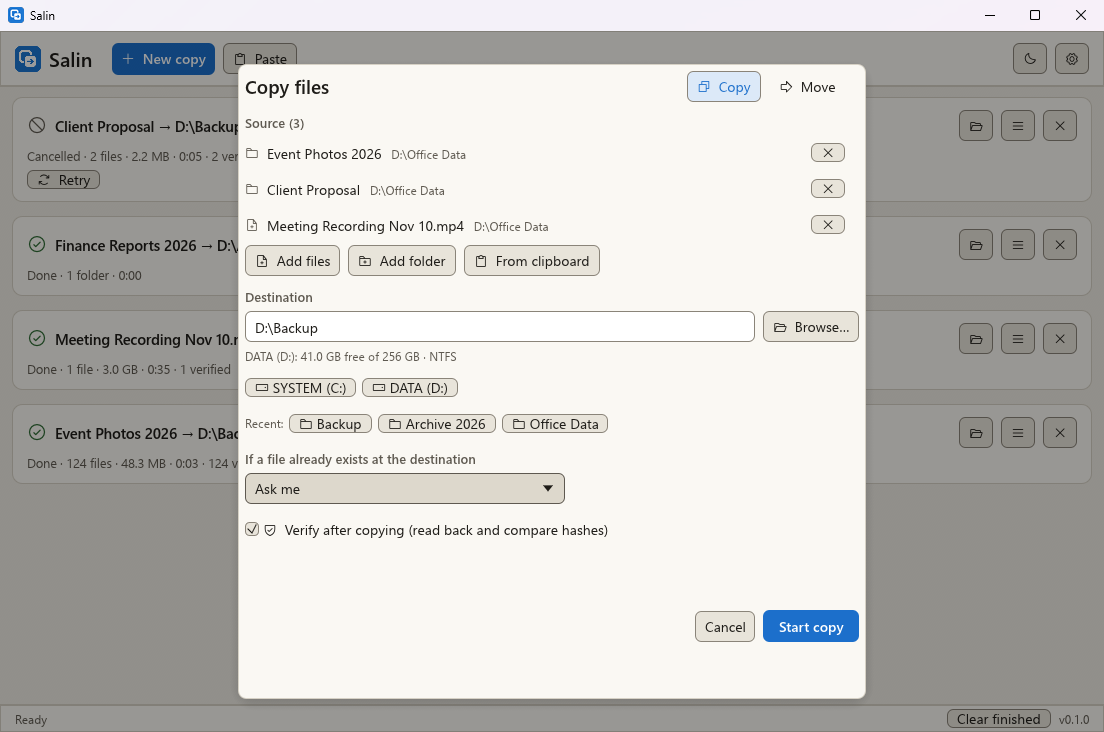 Salin
Salin
New copy
Paste
Copy files
Copy
Move
Source (3)
Event Photos 2026 D:\Office Data
Client Proposal D:\Office Data
Meeting Recording Nov 10.mp4 D:\Office Data
Add files
Add folder
From clipboard
Destination
D:\Backup
Browse...
DATA (D:): 41.0 GB free of 256 GB · NTFS
SYSTEM (C:)
DATA (D:)
Recent:
Backup
Archive 2026
Office Data
If a file already exists at the destination
Ask me
Verify after copying (read back and compare hashes)
Cancel
Start copy
Client Proposal → D:\Backup
Cancelled · 2 files · 2.2 MB · 0:05 · 2 ver
Retry
Finance Reports 2026 → D:\
Done · 1 folder · 0:00
Meeting Recording Nov 10.
Done · 1 file · 3.0 GB · 0:35 · 1 verified
Event Photos 2026 → D:\Bac
Done · 124 files · 48.3 MB · 0:03 · 124 v
Ready
Clear finished
v0.1.0